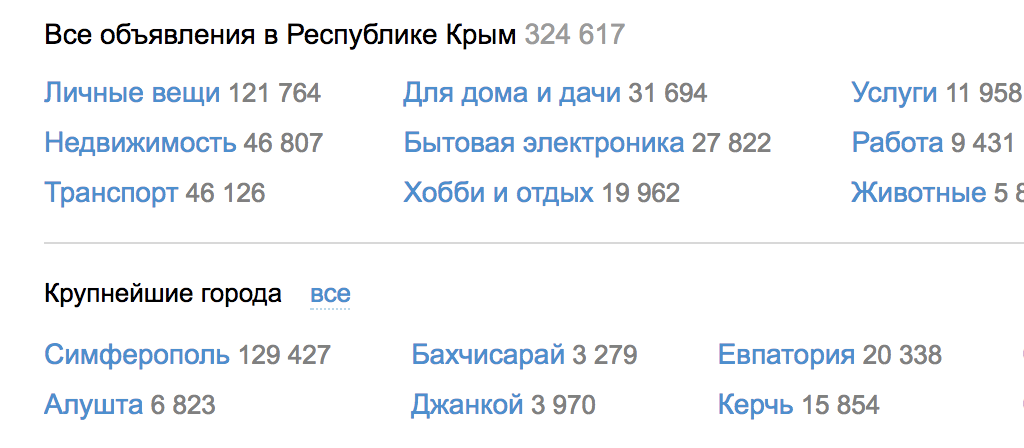 Все объявления в Республике Крым 324 617
Личные вещи 121 764 Для дома и дачи 31 694 Услуги 11 958
Недвижимость 46 807 Бытовая электроника 27 822 Работа 9 431
Транспорт 46 126 Хобби и отдых 19 962 Животные 5
Крупнейшие города все
Симферополь 129 427 Бахчисарай 3 279 Евпатория 20 338
Алушта 6 823 Джанкой 3 970 Керчь 15 854